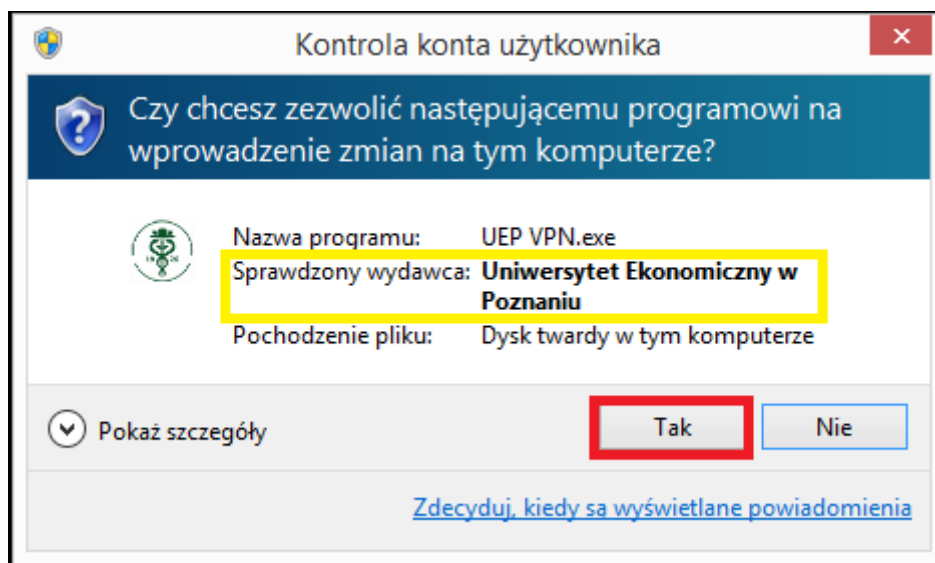 Kontrola konta użytkownika
Czy chcesz zezwolić następującemu programowi na
wprowadzenie zmian na tym komputerze?
Nazwa programu: UEP VPN.exe
Sprawdzony wydawca: Uniwersytet Ekonomiczny w
Poznaniu
Pochodzenie pliku: Dysk twardy w tym komputerze
Pokaż szczegóły
Tak
Nie
Zdecyduj, kiedy są wyświetlane powiadomienia